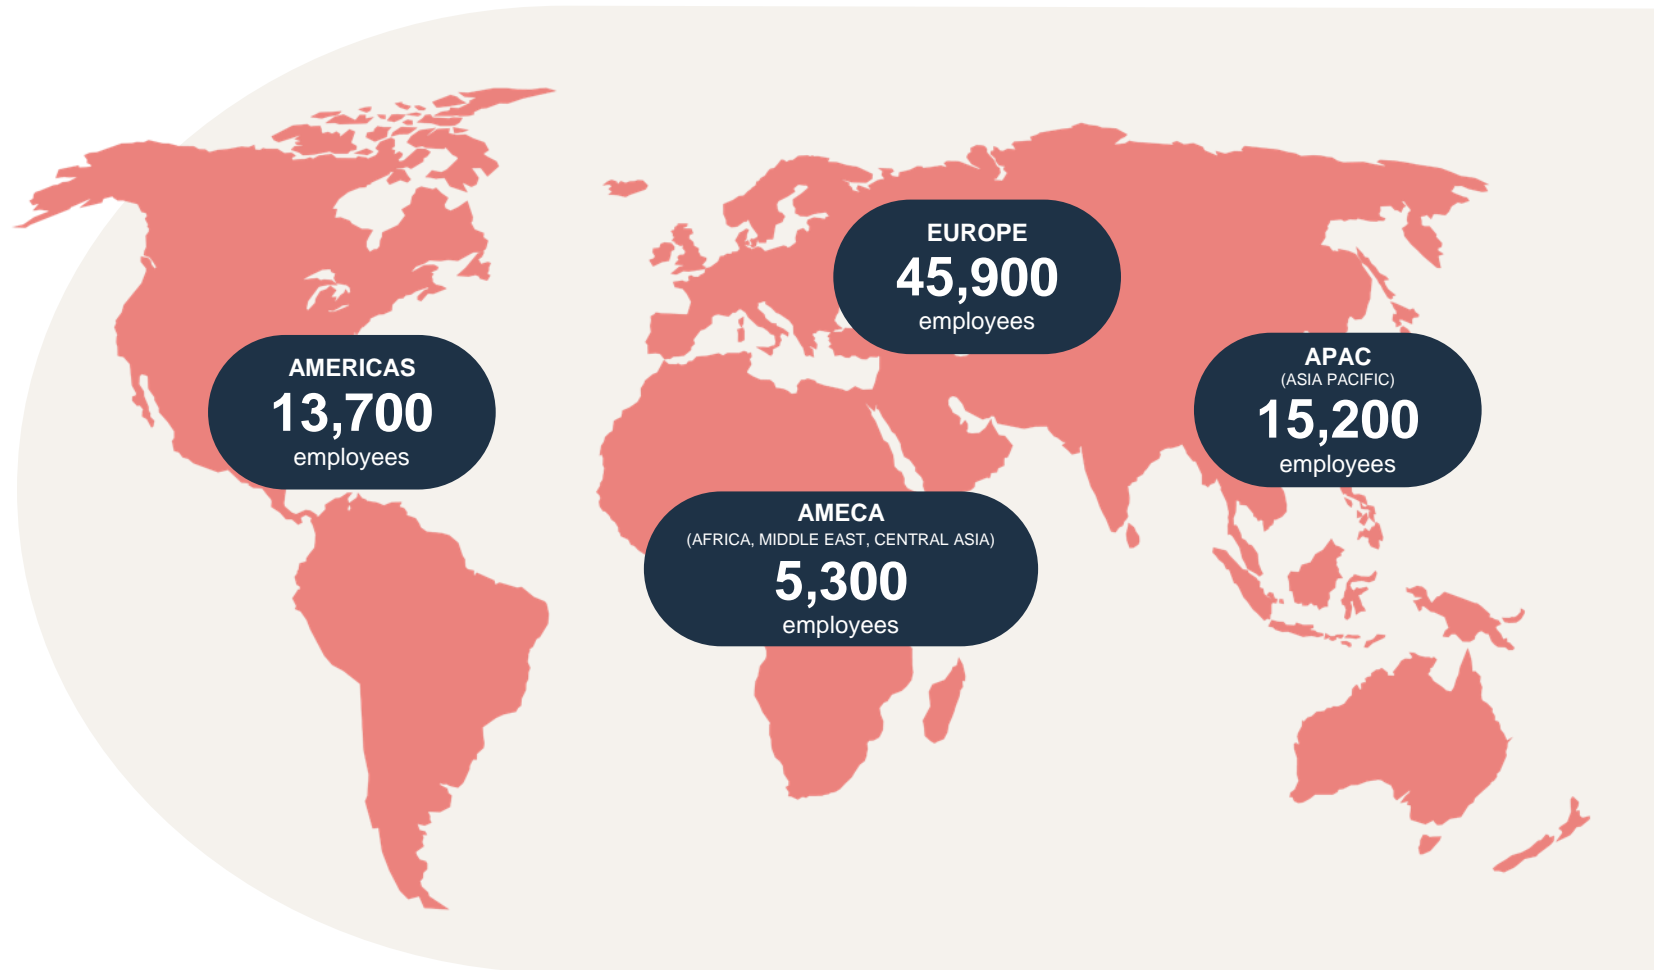 EUROPE
45,900
employees
AMERICAS
13,700
employees
APAC
(ASIA PACIFIC)
15,200
employees
AMECA
(AFRICA, MIDDLE EAST, CENTRAL ASIA)
5,300
employees